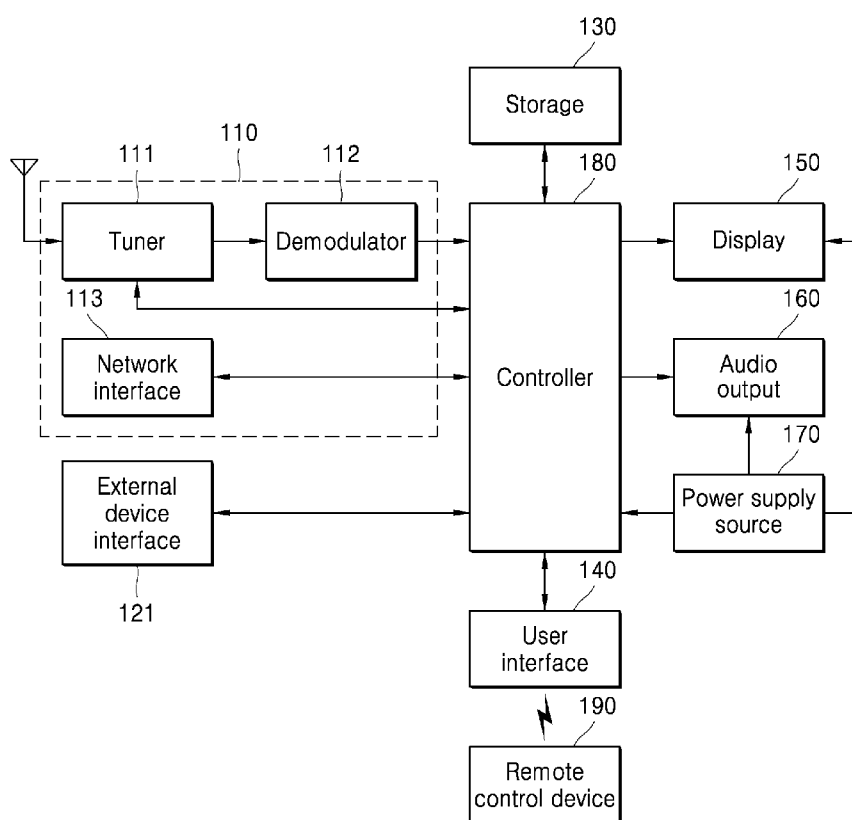 130
Storage
110
111
112
180
150
Tuner
Demodulator
Display
113
160
Network
interface
Controller
Audio
output
170
External
device
interface
Power supply
source
121
140
User
interface
190
Remote
control device